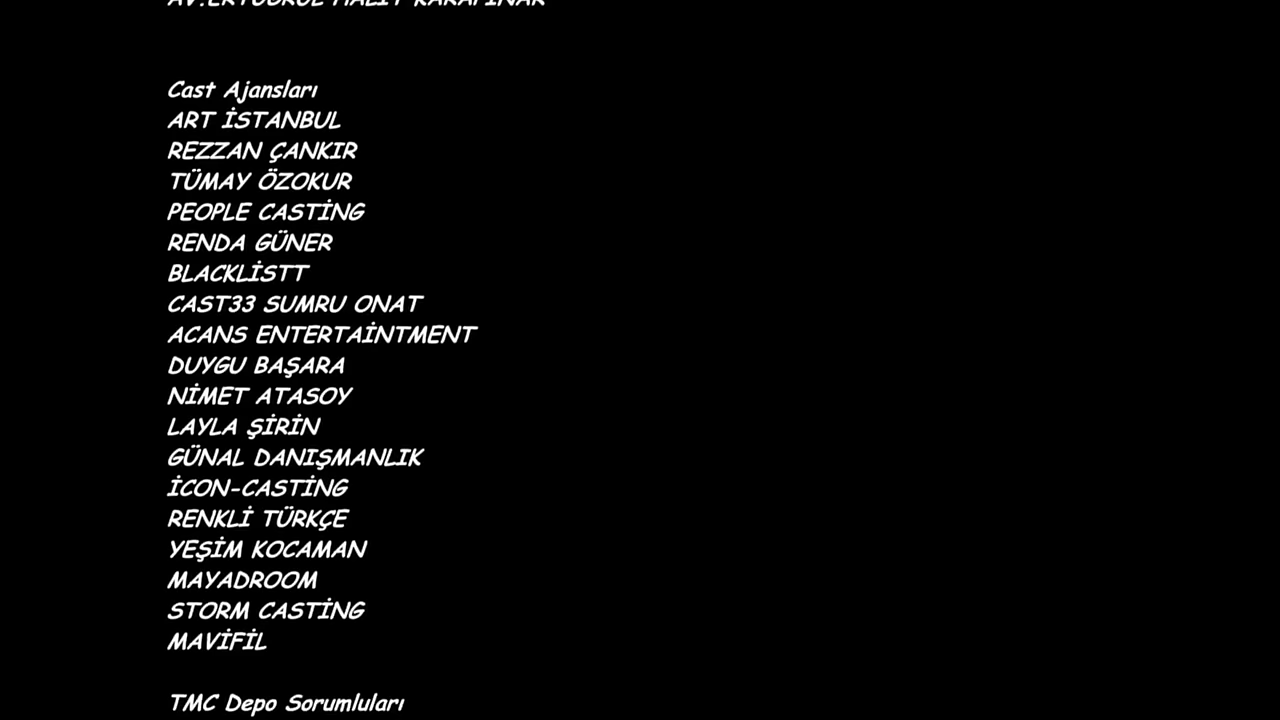 Cast Ajansları
ART İSTANBUL
REZZAN ÇANKIR
TÜMAY ÖZOKUR
PEOPLE CASTİNG
RENDA GÜNER
BLACKLİSTT
CAST33 SUMRU ONAT
ACANS ENTERTAİNTMENT
DUYGU BAŞARA
NİMET ATASOY
LAYLA ŞİRİN
GÜNAL DANIŞMANLIK
İCON-CASTİNG
RENKLİ TÜRKÇE
YEŞİM KOCAMAN
MAYADROOM
STORM CASTİNG
MAVİFİL
TMC Depo Sorumluları